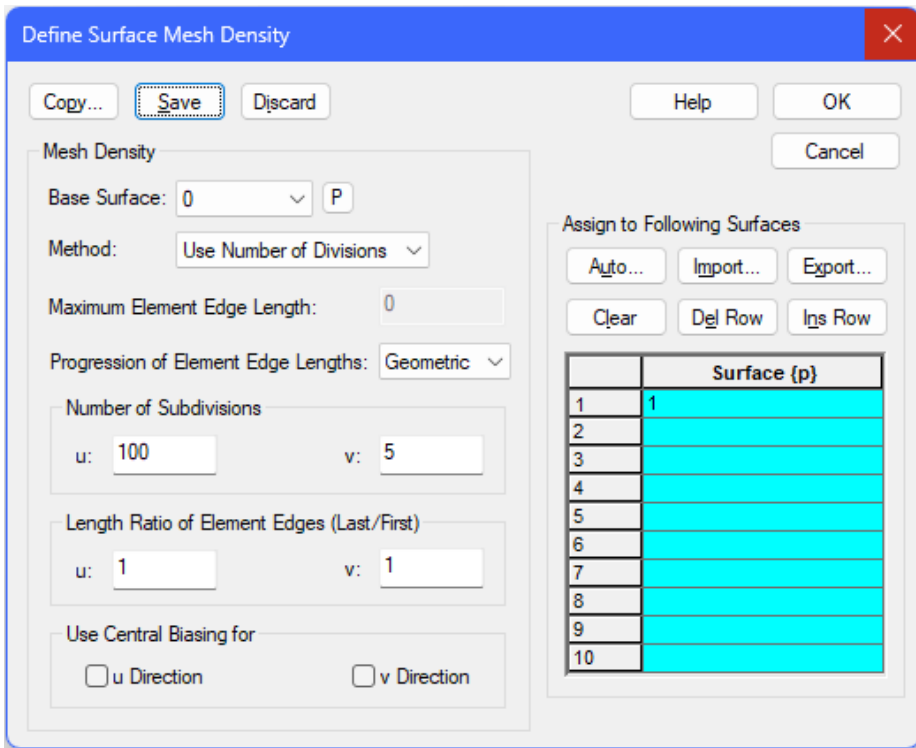 Define Surface Mesh Density
Copy... Save Discard Help OK
Cancel
Mesh Density
Base Surface: 0 P
Method: Use Number of Divisions
Maximum Element Edge Length: 0
Progression of Element Edge Lengths: Geometric
Number of Subdivisions
u: 100 v: 5
Length Ratio of Element Edges (Last/First)
u: 1 v: 1
Use Central Biasing for
u Direction v Direction
Assign to Following Surfaces
Auto... Import... Export...
Clear Del Row Ins Row
Surface {p}
1 1
2
3
4
5
6
7
8
9
10